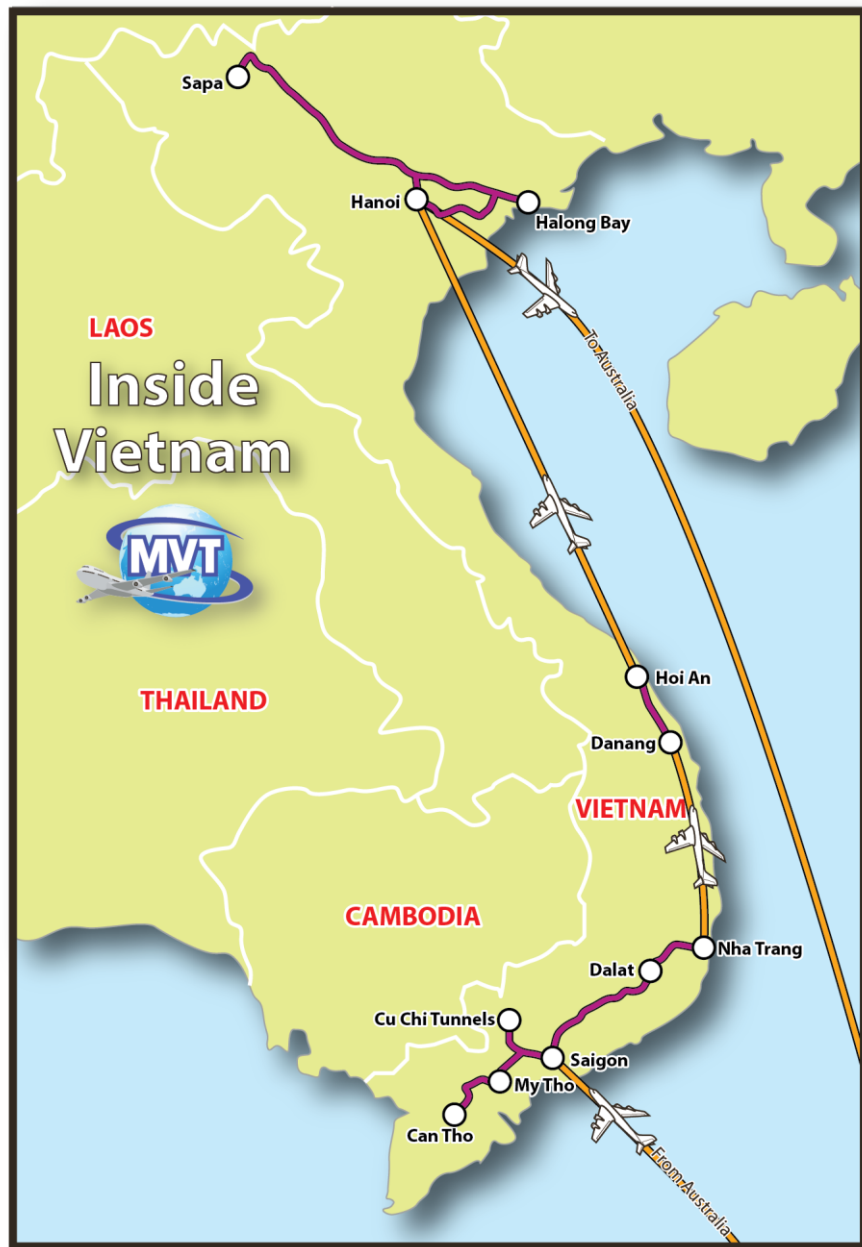 Sapa
Hanoi
Halong Bay
LAOS
To Australia
Inside
Vietnam
MVT
Hoi An
THAILAND
Danang
VIETNAM
CAMBODIA
Nha Trang
Dalat
Cu Chi Tunnels
Saigon
My Tho
Can Tho
From Australia